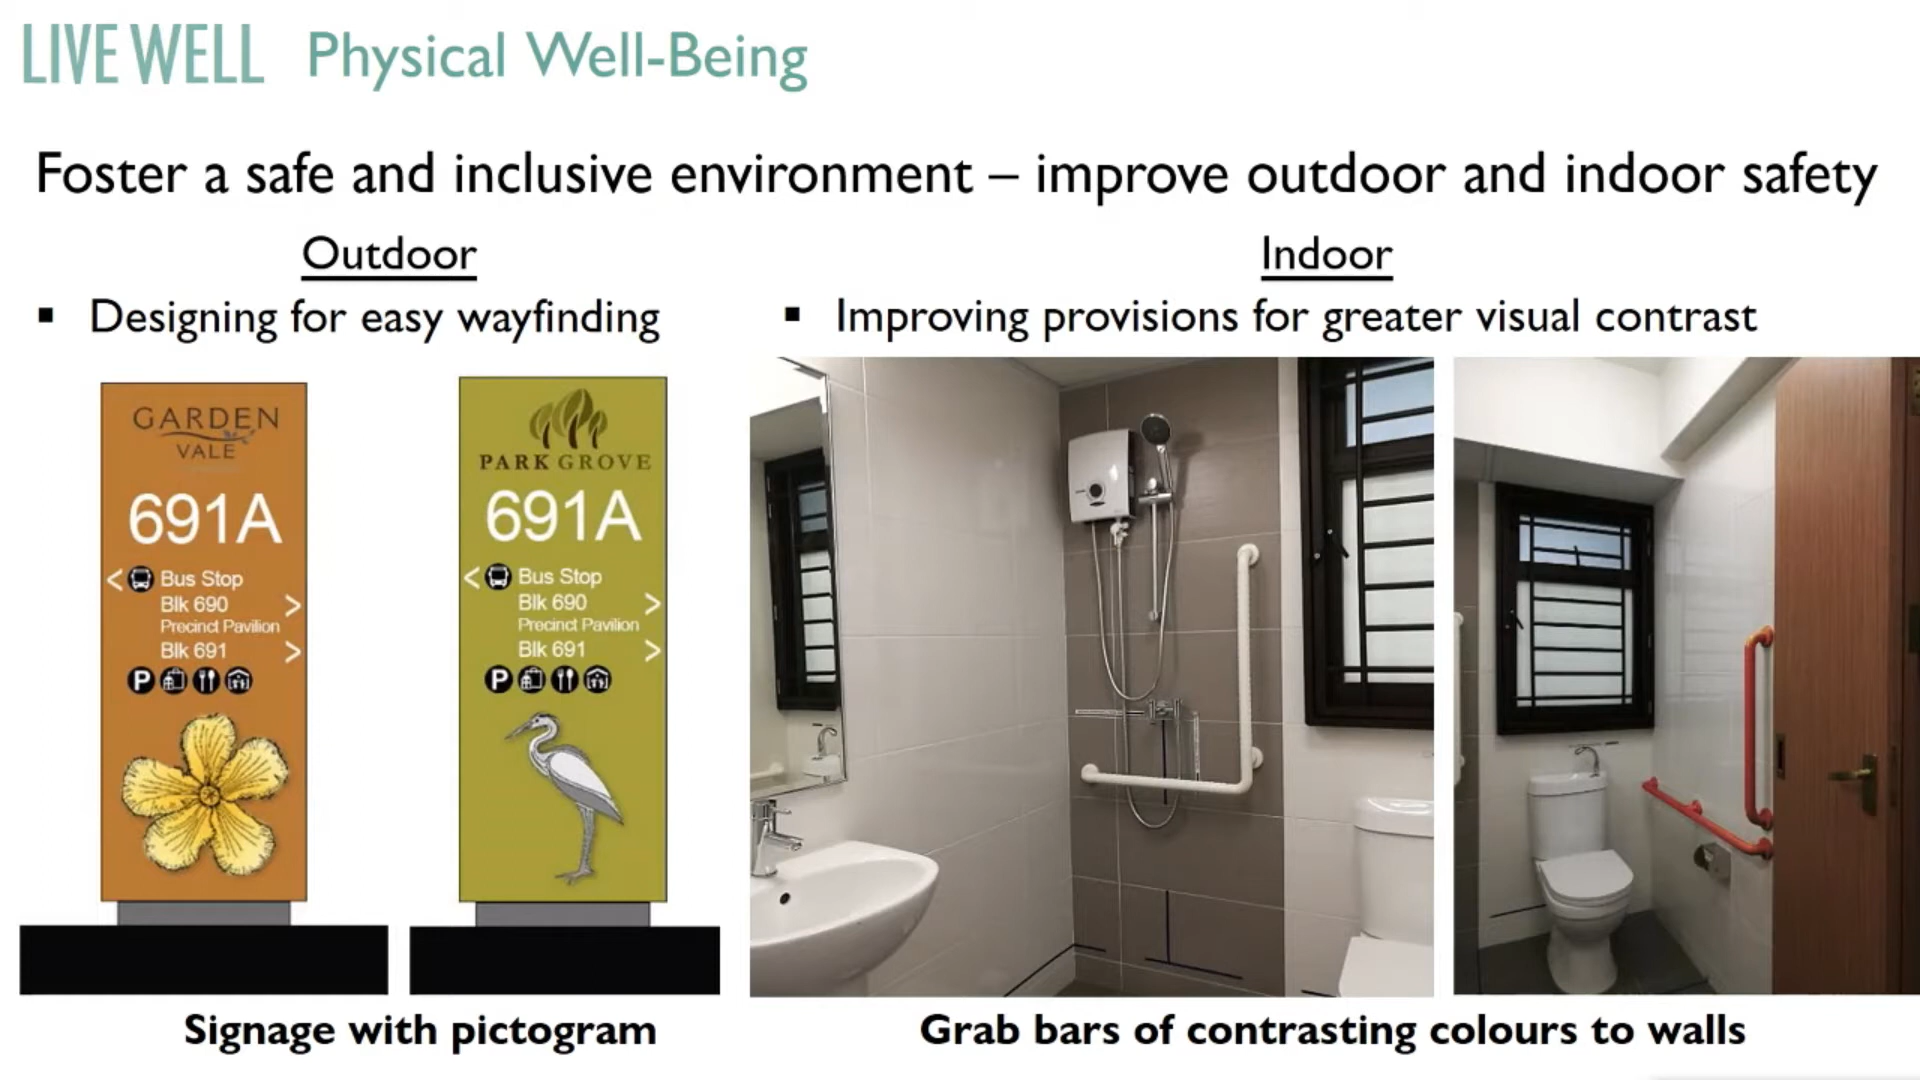 LIVE WELL Physical Well-Being
Foster a safe and inclusive environment – improve outdoor and indoor safety
Outdoor
▪ Designing for easy wayfinding
GARDEN
VALE
691A
< Bus Stop
Blk 690 >
Precinct Pavilion
Blk 691 >
P
PARK GROVE
691A
< Bus Stop
Blk 690 >
Precinct Pavilion
Blk 691 >
P
Signage with pictogram
Indoor
▪ Improving provisions for greater visual contrast
Grab bars of contrasting colours to walls